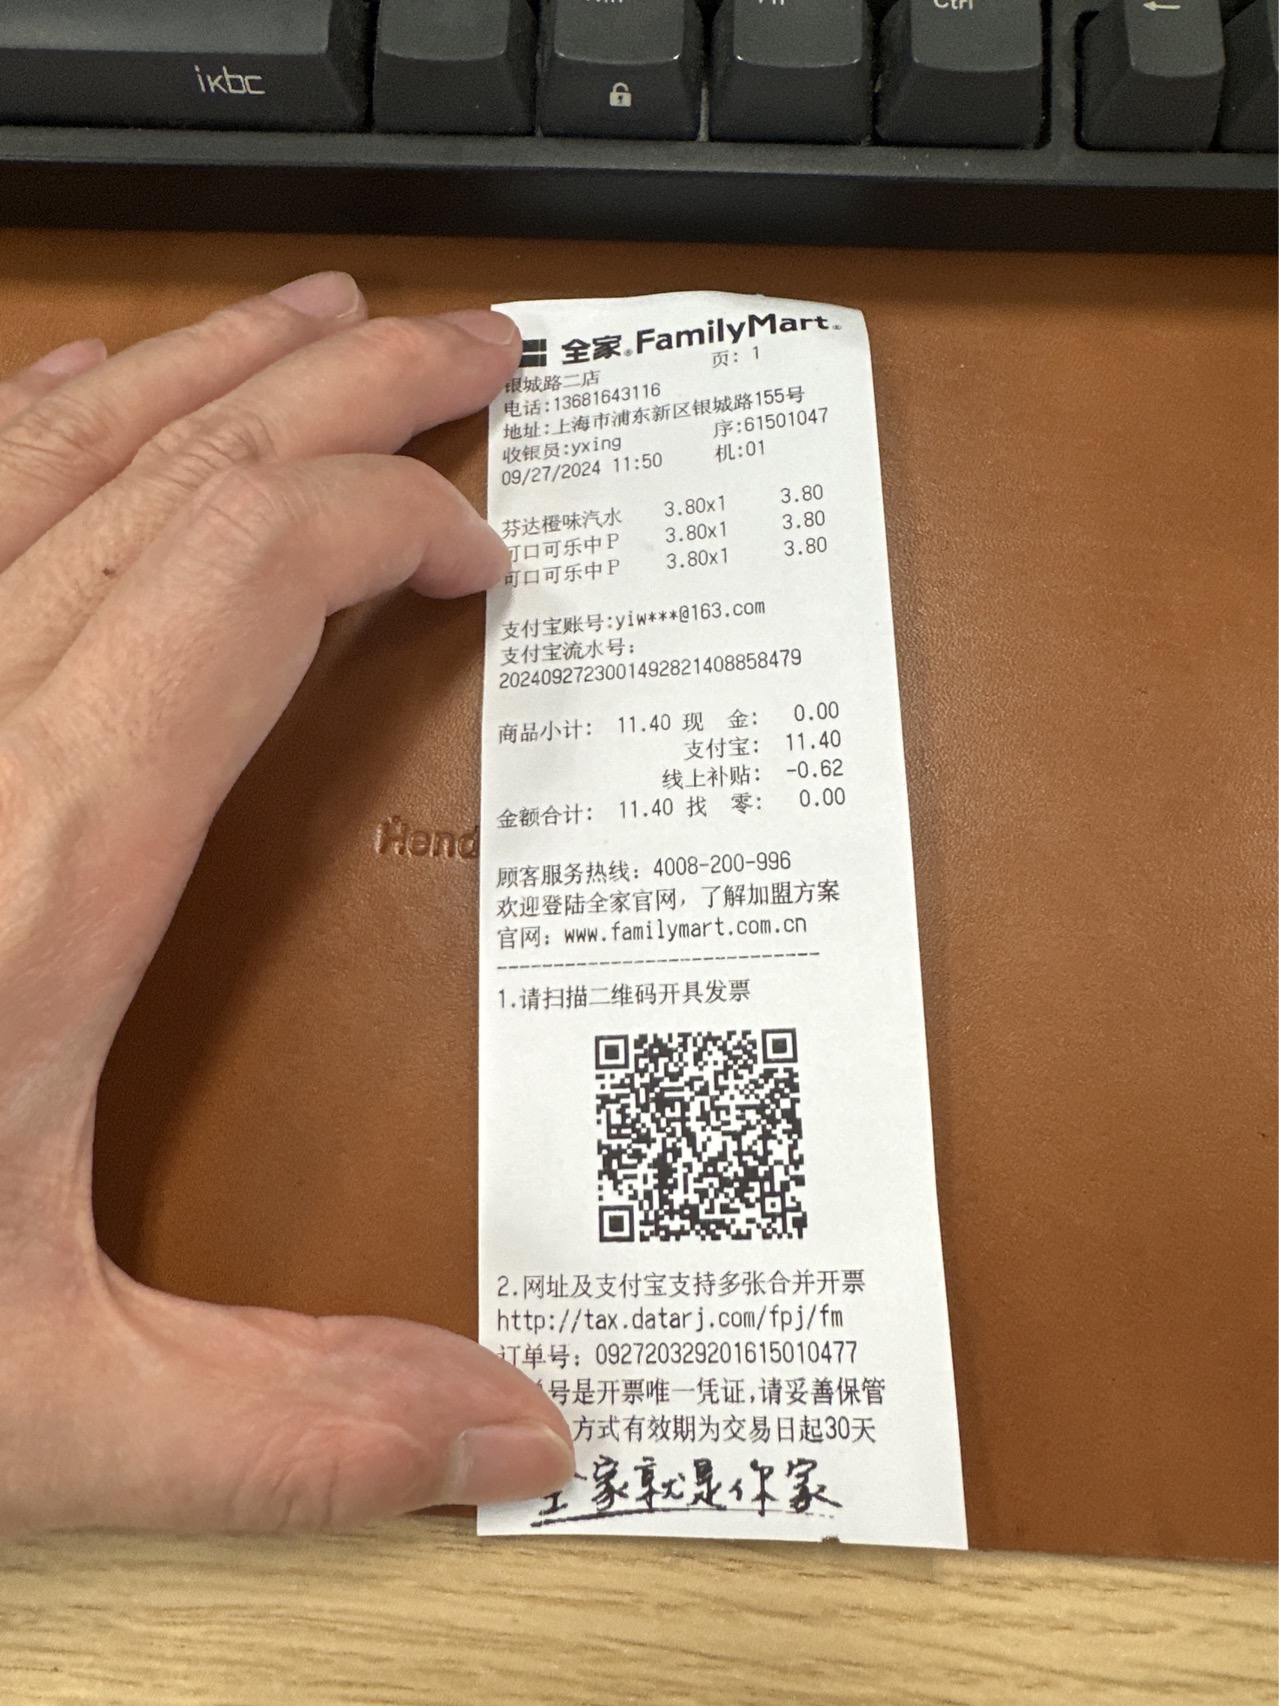 ikbc
Ctrl
全家®FamilyMart®
页: 1
银城路二店
电话:13681643116
地址:上海市浦东新区银城路155号
收银员:yxing 序:61501047
09/27/2024 11:50 机:01
芬达橙味汽水 3.80x1 3.80
可口可乐中P 3.80x1 3.80
可口可乐中P 3.80x1 3.80
支付宝账号:yiw***@163.com
支付宝流水号:
2024092723001492821408858479
商品小计: 11.40 现 金: 0.00
支付宝: 11.40
线上补贴: -0.62
金额合计: 11.40 找 零: 0.00
顾客服务热线: 4008-200-996
欢迎登陆全家官网, 了解加盟方案
官网: www.familymart.com.cn
1.请扫描二维码开具发票
2.网址及支付宝支持多张合并开票
http://tax.datarj.com/fpj/fm
订单号: 092720329201615010477
单号是开票唯一凭证,请妥善保管
方式有效期为交易日起30天
全家就是你家
Hend